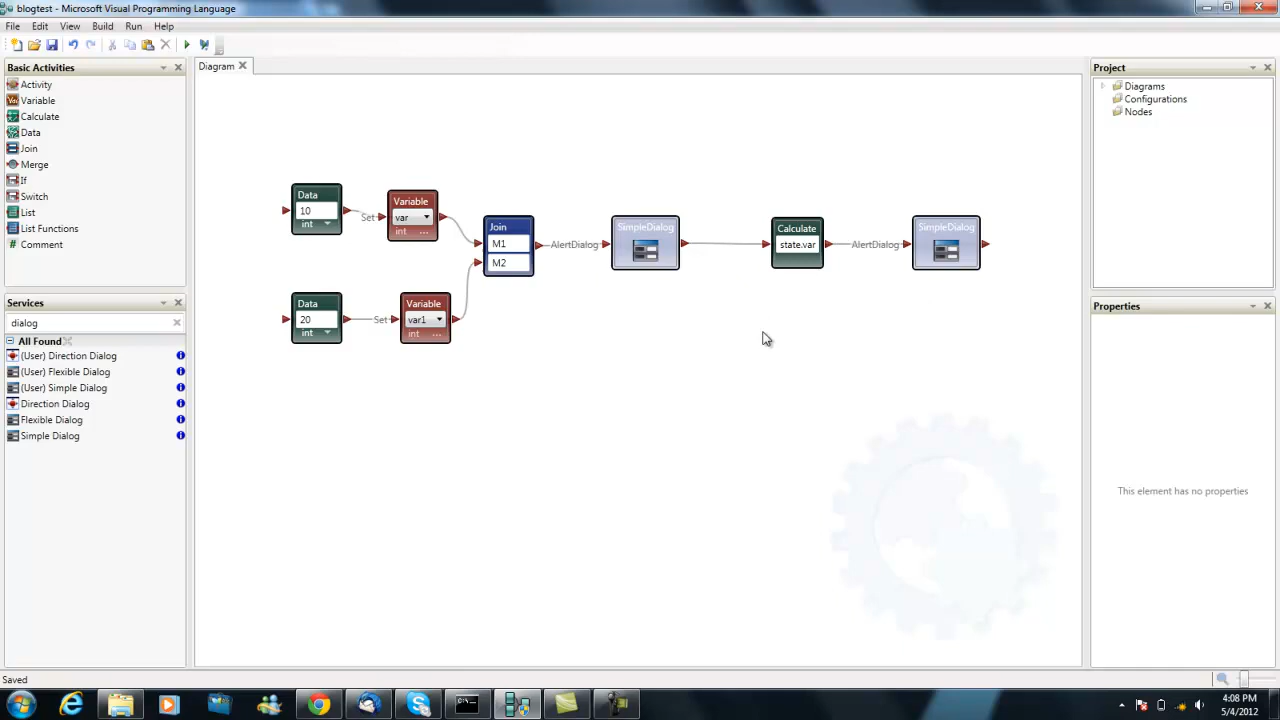 blogtest - Microsoft Visual Programming Language
File Edit View Build Run Help
Basic Activities
Activity
Variable
Calculate
Data
Join
Merge
If
Switch
List
List Functions
Comment
Services
dialog
All Found
(User) Direction Dialog
(User) Flexible Dialog
(User) Simple Dialog
Direction Dialog
Flexible Dialog
Simple Dialog
Diagram
Data
10
int
Set
Variable
var
int ...
Join
M1
M2
AlertDialog
SimpleDialog
Calculate
state.var
AlertDialog
SimpleDialog
Data
20
int
Set
Variable
var1
int ...
Project
Diagrams
Configurations
Nodes
Properties
This element has no properties
Saved
4:08 PM
5/4/2012